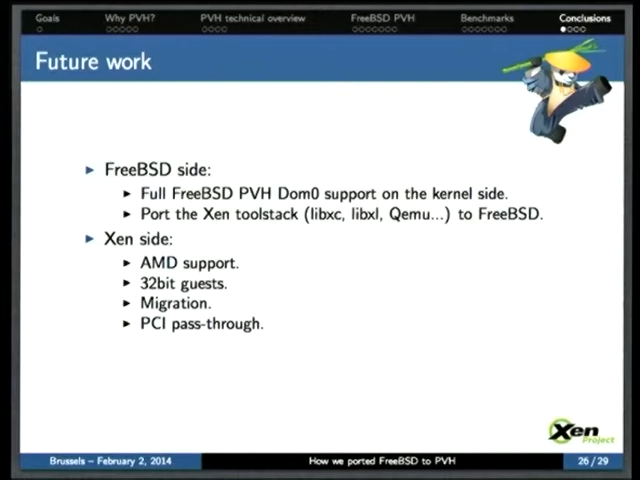 Goals Why PVH? PVH technical overview FreeBSD PVH Benchmarks Conclusions
Future work
FreeBSD side:
Full FreeBSD PVH Dom0 support on the kernel side.
Port the Xen toolstack (libxc, libxl, Qemu...) to FreeBSD.
Xen side:
AMD support.
32bit guests.
Migration.
PCI pass-through.
Xen
Project
Brussels – February 2, 2014 How we ported FreeBSD to PVH 26 / 29